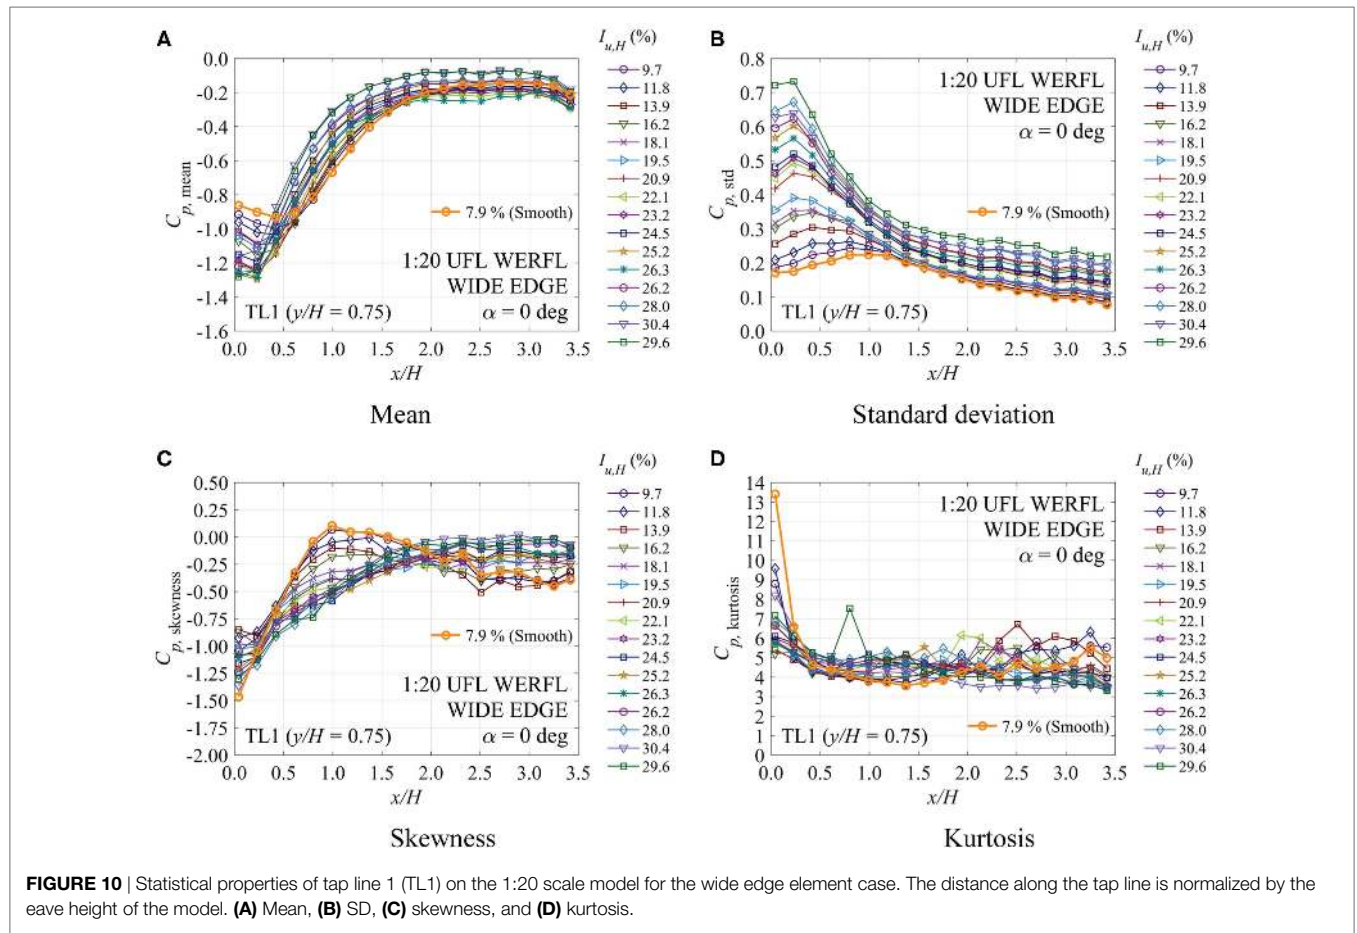 A
I_{u,H} (%)
0.0
-0.2
-0.4
-0.6
-0.8
-1.0
-1.2
-1.4
-1.6
C_{p, mean}
1:20 UFL WERFL
WIDE EDGE
α = 0 deg
7.9 % (Smooth)
1:20 UFL WERFL
WIDE EDGE
TL1 (y/H = 0.75) α = 0 deg
0.0 0.5 1.0 1.5 2.0 2.5 3.0 3.5
x/H
9.7
11.8
13.9
16.2
18.1
19.5
20.9
22.1
23.2
24.5
25.2
26.3
26.2
28.0
30.4
29.6
Mean
B
I_{u,H} (%)
0.8
0.7
0.6
0.5
0.4
0.3
0.2
0.1
0.0
C_{p, std}
1:20 UFL WERFL
WIDE EDGE
α = 0 deg
7.9 % (Smooth)
TL1 (y/H = 0.75)
0.0 0.5 1.0 1.5 2.0 2.5 3.0 3.5
x/H
9.7
11.8
13.9
16.2
18.1
19.5
20.9
22.1
23.2
24.5
25.2
26.3
26.2
28.0
30.4
29.6
Standard deviation
C
I_{u,H} (%)
0.50
0.25
0.00
-0.25
-0.50
-0.75
-1.00
-1.25
-1.50
-1.75
-2.00
C_{p, skewness}
7.9 % (Smooth)
1:20 UFL WERFL
WIDE EDGE
TL1 (y/H = 0.75) α = 0 deg
0.0 0.5 1.0 1.5 2.0 2.5 3.0 3.5
x/H
9.7
11.8
13.9
16.2
18.1
19.5
20.9
22.1
23.2
24.5
25.2
26.3
26.2
28.0
30.4
29.6
Skewness
D
I_{u,H} (%)
14
13
12
11
10
9
8
7
6
5
4
3
2
1
0
C_{p, kurtosis}
1:20 UFL WERFL
WIDE EDGE
α = 0 deg
7.9 % (Smooth)
TL1 (y/H = 0.75)
0.0 0.5 1.0 1.5 2.0 2.5 3.0 3.5
x/H
9.7
11.8
13.9
16.2
18.1
19.5
20.9
22.1
23.2
24.5
25.2
26.3
26.2
28.0
30.4
29.6
Kurtosis
FIGURE 10 | Statistical properties of tap line 1 (TL1) on the 1:20 scale model for the wide edge element case. The distance along the tap line is normalized by the
eave height of the model. (A) Mean, (B) SD, (C) skewness, and (D) kurtosis.